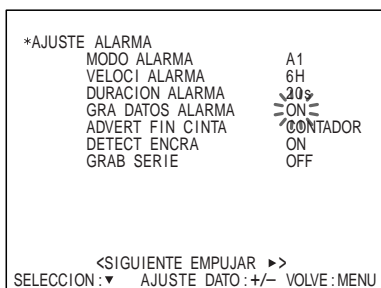 *AJUSTE ALARMA
MODO ALARMA A1
VELOCI ALARMA 6H
DURACION ALARMA 20s
GRA DATOS ALARMA ON
ADVERT FIN CINTA CONTADOR
DETECT ENCRA ON
GRAB SERIE OFF
<SIGUIENTE EMPUJAR ►>
SELECCION:▼ AJUSTE DATO:+/− VOLVE:MENU